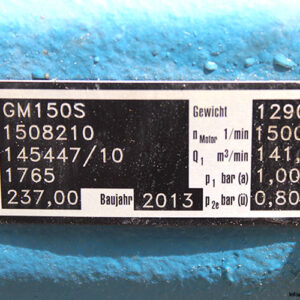 GM150S Gewicht 1290
1508210 n Motor 1/min 1500
145447/10 Q1 m³/min 141,
1765 p1 bar (a) 1,00
237,00 Baujahr 2013 p2e bar (ü) 0,80